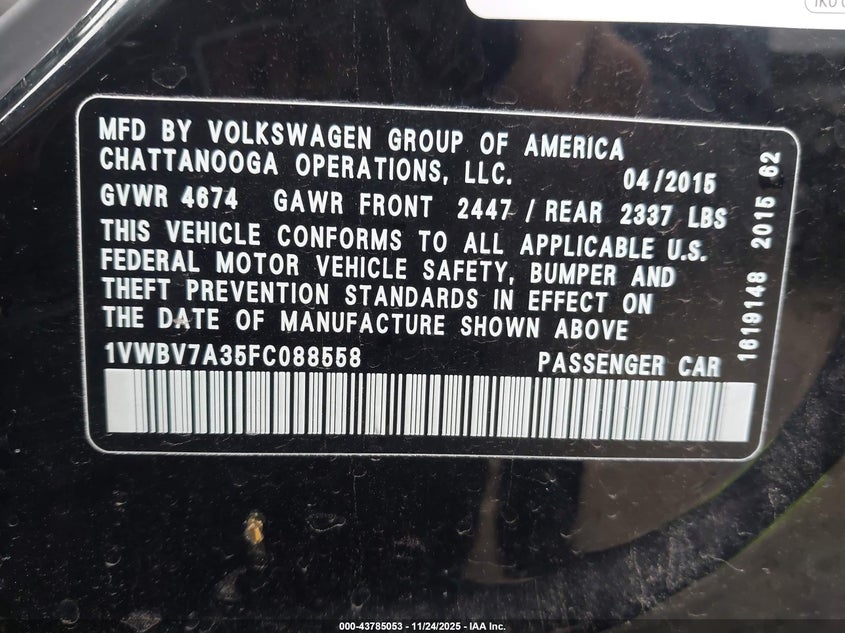 MFD BY VOLKSWAGEN GROUP OF AMERICA
CHATTANOOGA OPERATIONS, LLC. 04/2015
GVWR 4674 GAWR FRONT 2447 / REAR 2337 LBS
THIS VEHICLE CONFORMS TO ALL APPLICABLE U.S.
FEDERAL MOTOR VEHICLE SAFETY, BUMPER AND
THEFT PREVENTION STANDARDS IN EFFECT ON
THE DATE OF MANUFACTURE SHOWN ABOVE
1VWBV7A35FC088558 PASSENGER CAR
1619148 2015 62
000-43785053 - 11/24/2025 - IAA Inc.